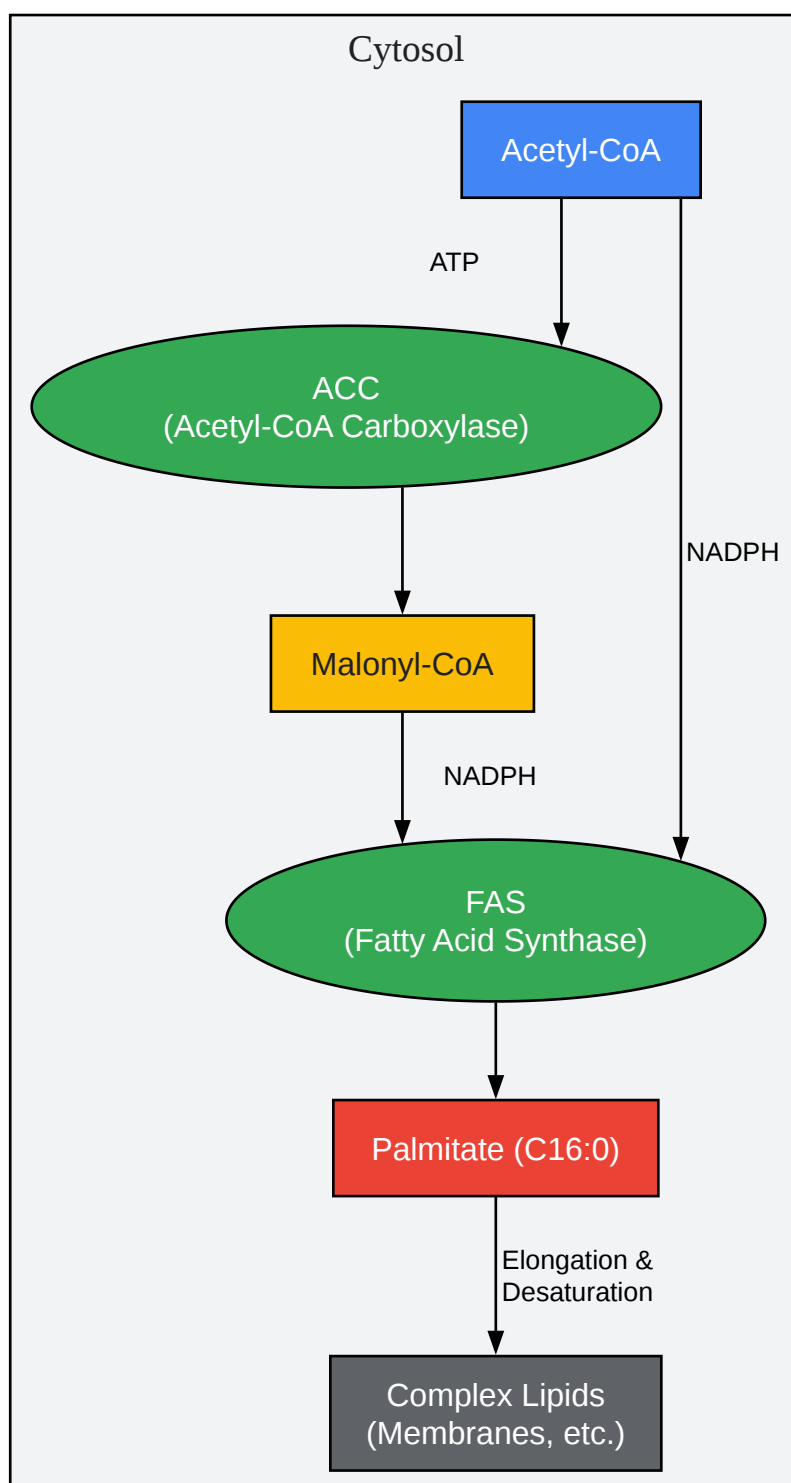 Cytosol
Acetyl-CoA
ATP
ACC
(Acetyl-CoA Carboxylase)
NADPH
Malonyl-CoA
NADPH
FAS
(Fatty Acid Synthase)
Palmitate (C16:0)
Elongation &
Desaturation
Complex Lipids
(Membranes, etc.)